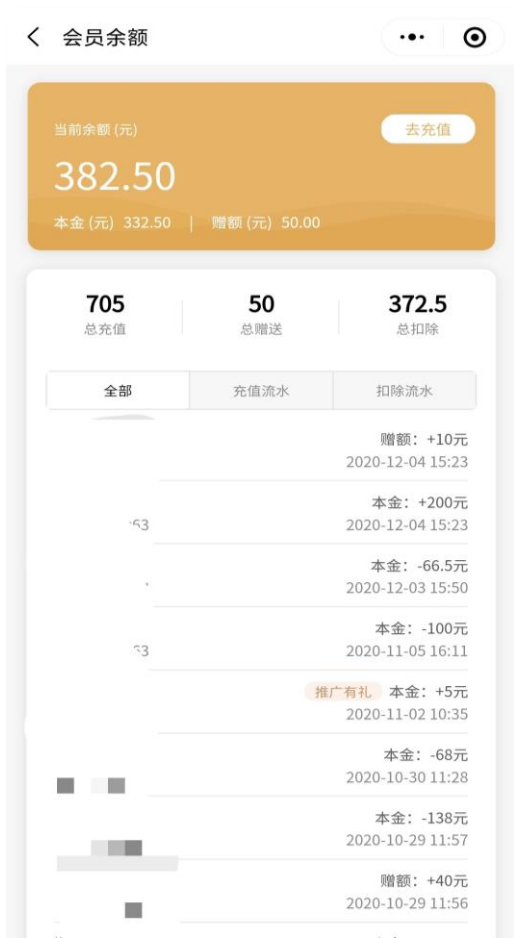 会员余额
当前余额 (元)
去充值
382.50
本金 (元) 332.50 | 赠额 (元) 50.00
705 50 372.5
总充值 总赠送 总扣除
全部 充值流水 扣除流水
赠额：+10元
2020-12-04 15:23
本金：+200元
53 2020-12-04 15:23
本金：-66.5元
2020-12-03 15:50
本金：-100元
53 2020-11-05 16:11
推广有礼 本金：+5元
2020-11-02 10:35
本金：-68元
2020-10-30 11:28
本金：-138元
2020-10-29 11:57
赠额：+40元
2020-10-29 11:56